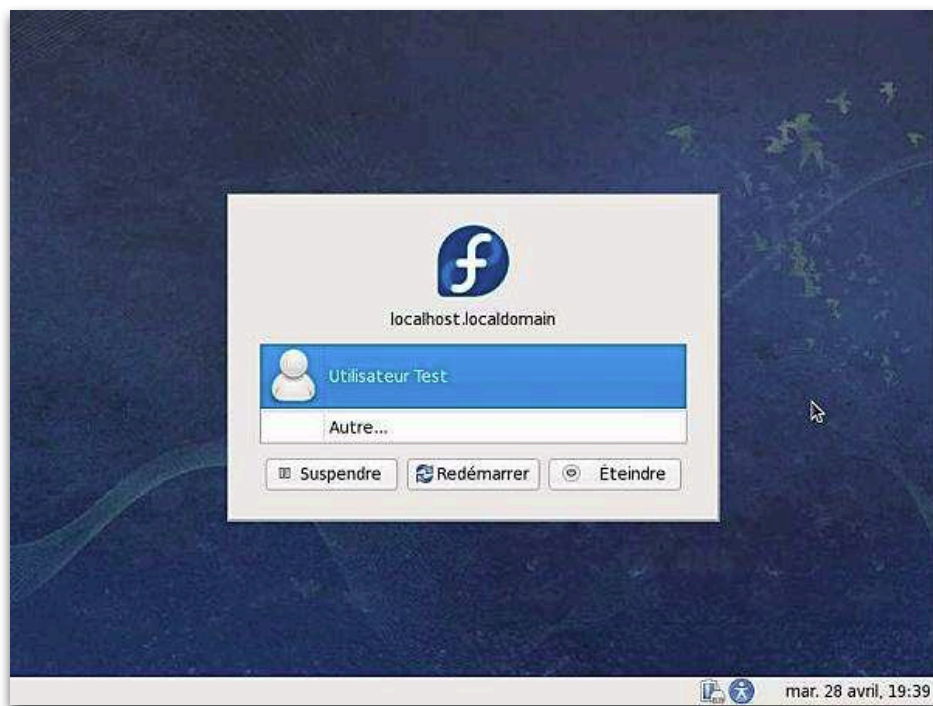 localhost.localdomain
Utilisateur Test
Autre...
Suspendre Redémarrer Éteindre
mar. 28 avril, 19:39